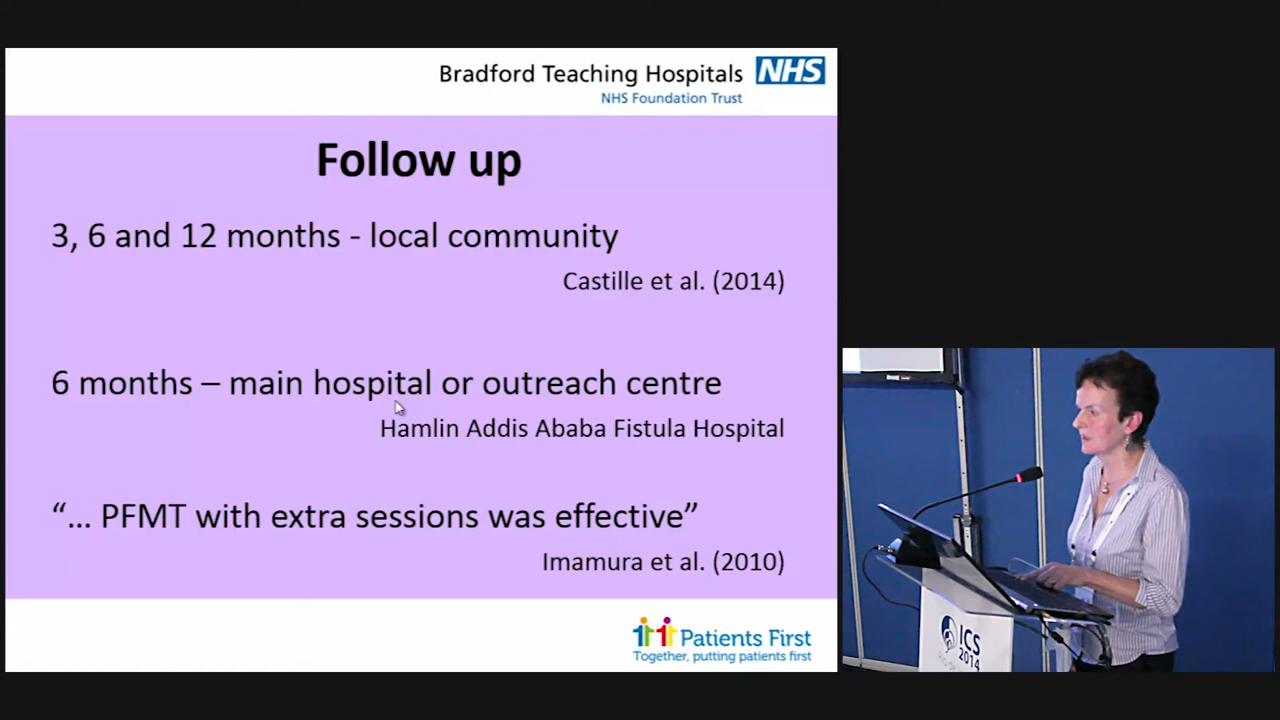 Bradford Teaching Hospitals NHS
NHS Foundation Trust
Follow up
3, 6 and 12 months - local community
Castille et al. (2014)
6 months – main hospital or outreach centre
Hamlin Addis Ababa Fistula Hospital
“… PFMT with extra sessions was effective”
Imamura et al. (2010)
Patients First
Together, putting patients first
ICS
2014